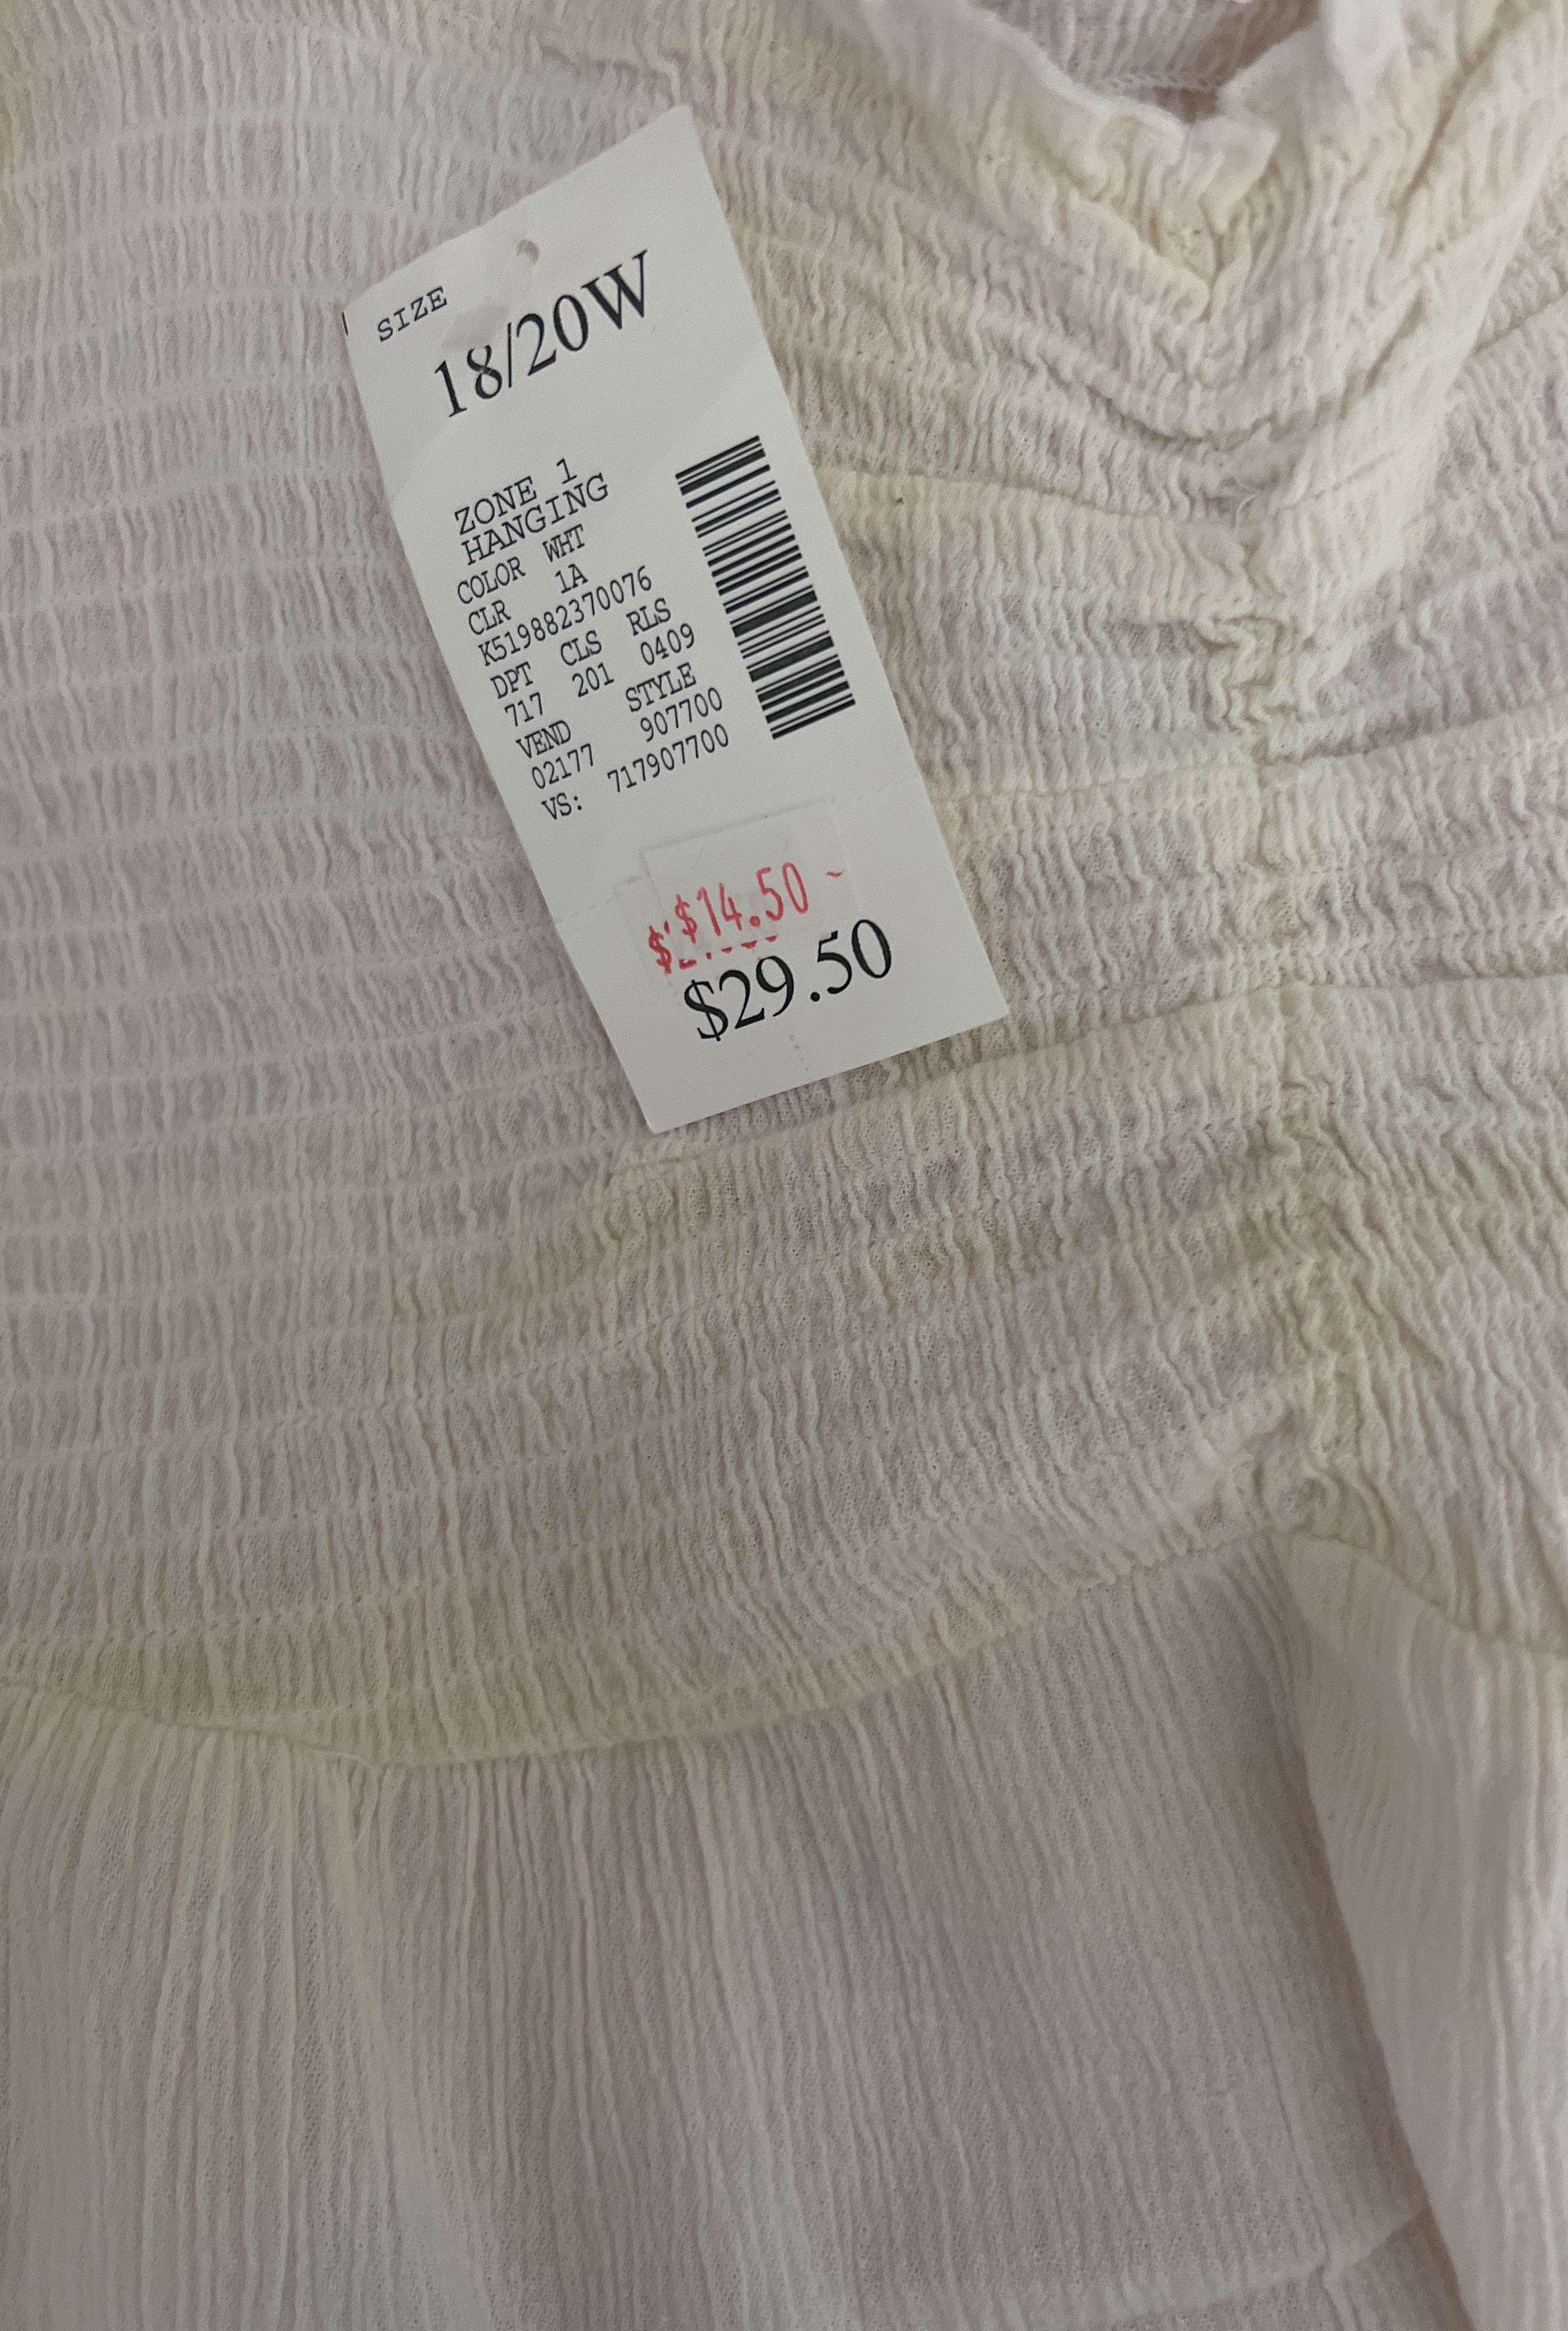 SIZE
18/20W
ZONE 1
HANGING
COLOR WHT
CLR 1A
K519882370076
DPT CLS RLS
717 201 0409
VEND STYLE
02177 907700
VS: 717907700
$14.50
$
$29.50